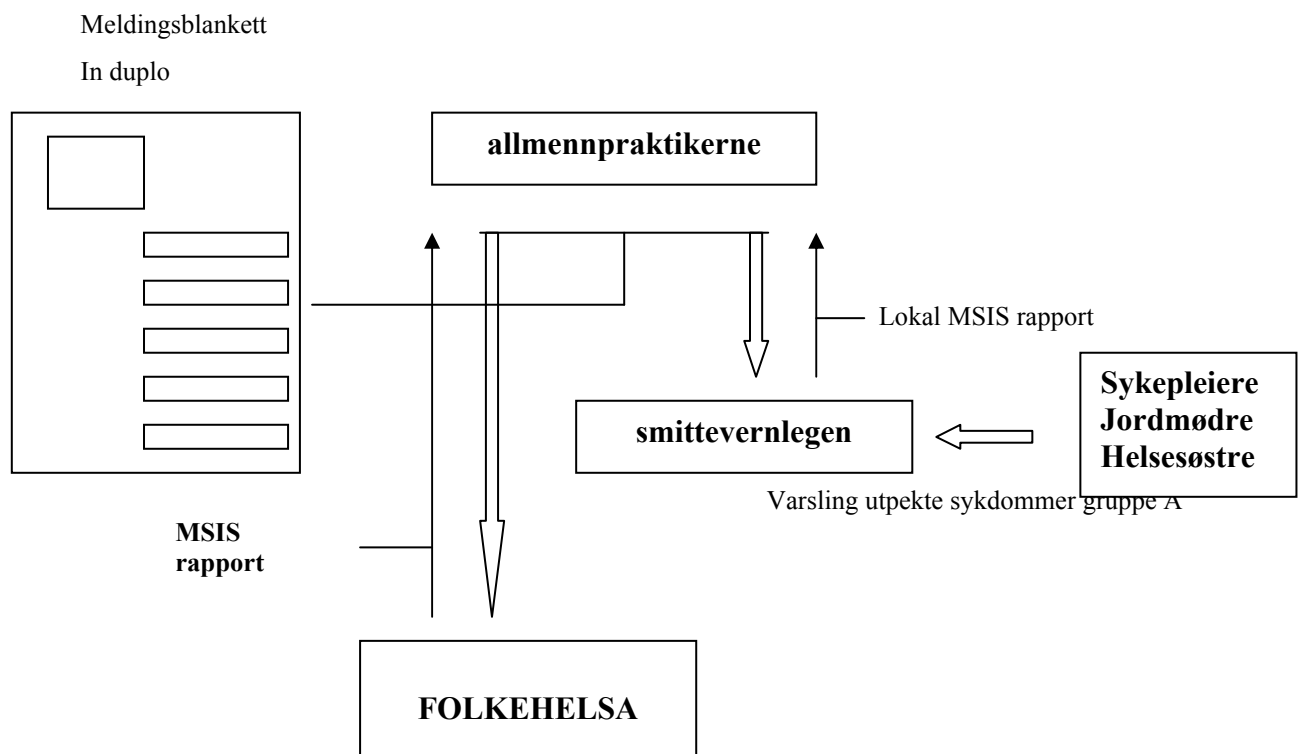 Meldingsblankett
In duplo
allmennpraktikerne
Lokal MSIS rapport
Sykepleiere
Jordmødre
Helsesøstre
smittevernlegen
Varsling utpekte sykdommer gruppe A
MSIS
rapport
FOLKEHELSA